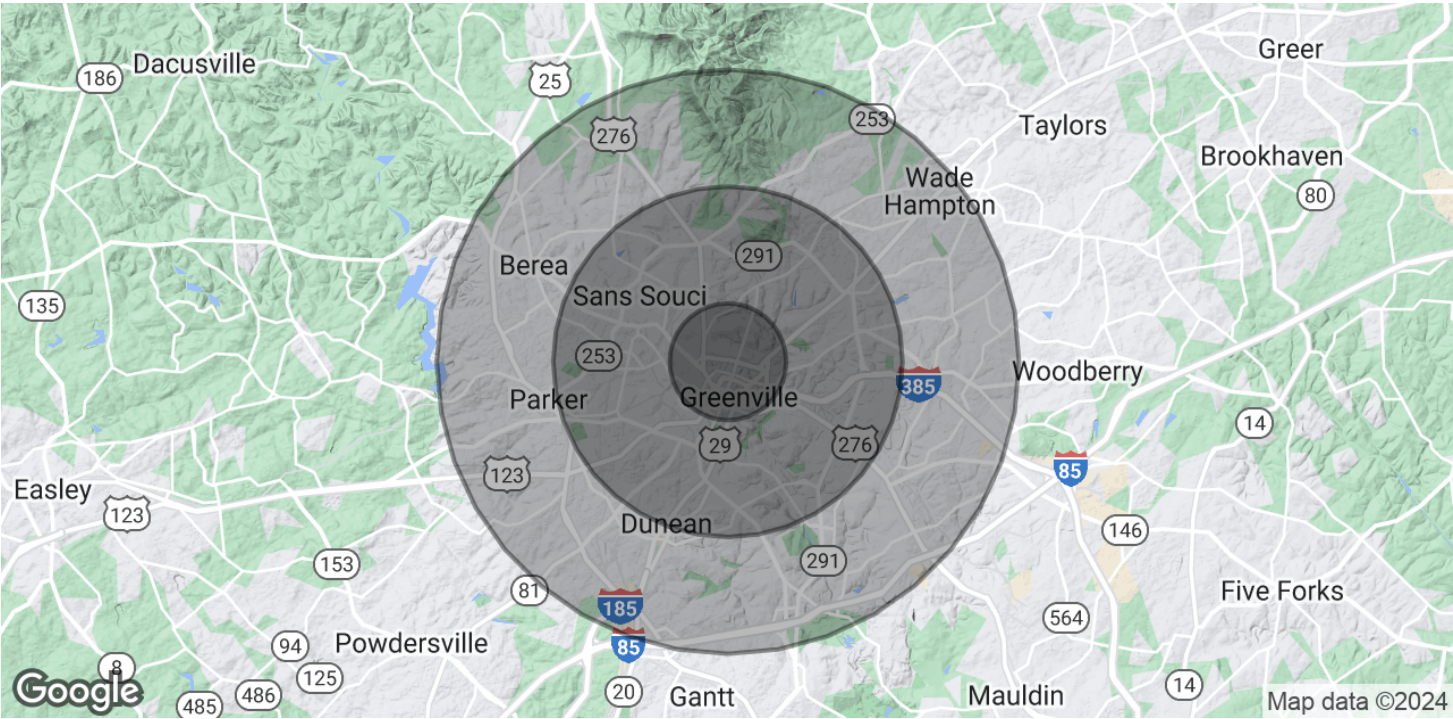 Greer
Dacusville
186
25
253
276
Taylors
Brookhaven
Wade
Hampton
80
291
Berea
Sans Souci
135
253
Woodberry
385
Parker
Greenville
14
29
276
85
123
Easley
123
Dunean
146
153
291
81
Five Forks
185
564
Powdersville
94
85
8
125
14
Google
486
20
Gantt
Mauldin
485
Map data ©2024